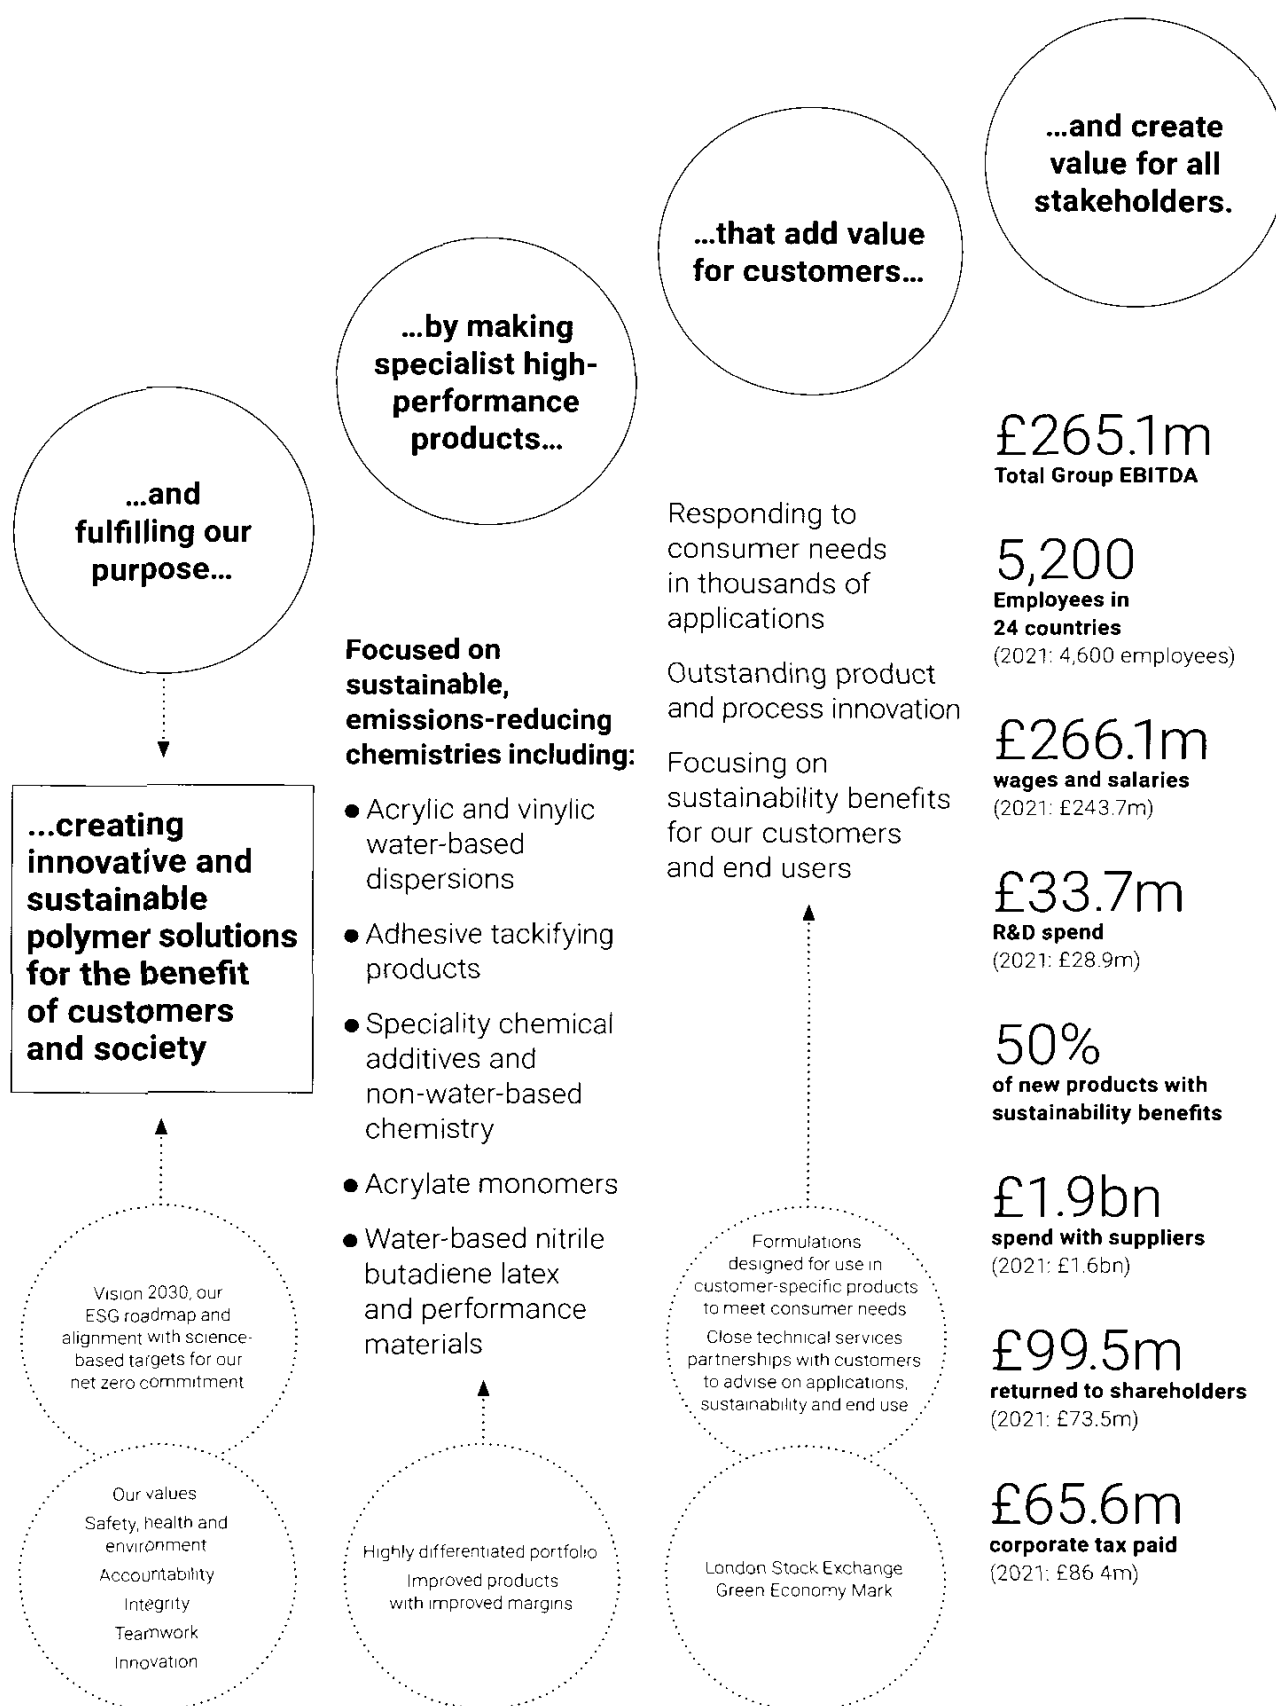 ...and
fulfilling our
purpose...
...creating
innovative and
sustainable
polymer solutions
for the benefit
of customers
and society
Vision 2030, our
ESG roadmap and
alignment with science-
based targets for our
net zero commitment
Our values
Safety, health and
environment
Accountability
Integrity
Teamwork
Innovation
...by making
specialist high-
performance
products...
Focused on
sustainable,
emissions-reducing
chemistries including:
● Acrylic and vinylic
water-based
dispersions
● Adhesive tackifying
products
● Speciality chemical
additives and
non-water-based
chemistry
● Acrylate monomers
● Water-based nitrile
butadiene latex
and performance
materials
Highly differentiated portfolio
Improved products
with improved margins
...that add value
for customers...
Responding to
consumer needs
in thousands of
applications
Outstanding product
and process innovation
Focusing on
sustainability benefits
for our customers
and end users
Formulations
designed for use in
customer-specific products
to meet consumer needs
Close technical services
partnerships with customers
to advise on applications,
sustainability and end use
London Stock Exchange
Green Economy Mark
...and create
value for all
stakeholders.
£265.1m
Total Group EBITDA
5,200
Employees in
24 countries
(2021: 4,600 employees)
£266.1m
wages and salaries
(2021: £243.7m)
£33.7m
R&D spend
(2021: £28.9m)
50%
of new products with
sustainability benefits
£1.9bn
spend with suppliers
(2021: £1.6bn)
£99.5m
returned to shareholders
(2021: £73.5m)
£65.6m
corporate tax paid
(2021: £86 4m)